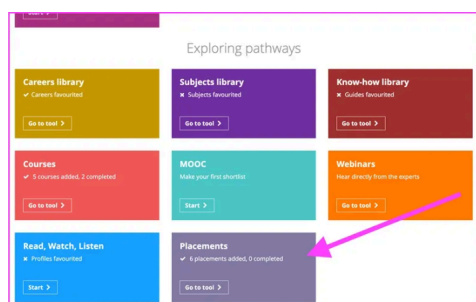 Start >
Exploring pathways
Careers library
✓ Careers favourited
Go to tool >
Subjects library
✖ Subjects favourited
Go to tool >
Know-how library
✖ Guides favourited
Go to tool >
Courses
✓ 5 courses added, 2 completed
Go to tool >
MOOC
Make your first shortlist
Start >
Webinars
Hear directly from the experts
Go to tool >
Read, Watch, Listen
✖ Profiles favourited
Start >
Placements
✓ 6 placements added, 0 completed
Go to tool >